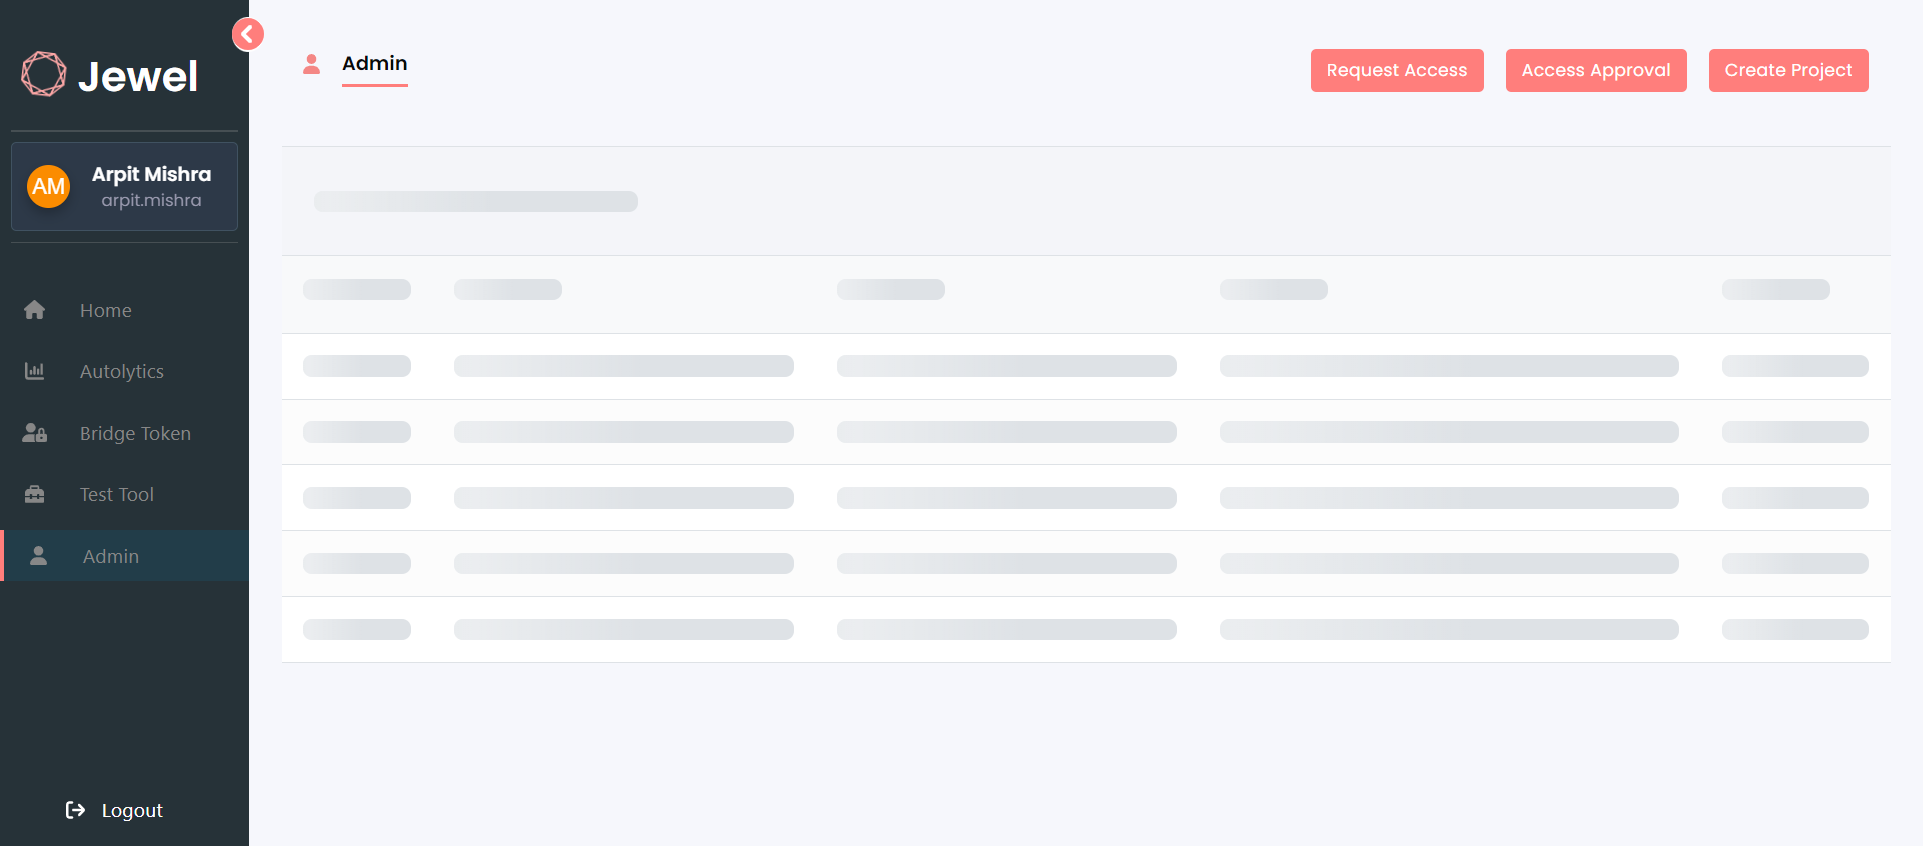 Jewel
AM
Arpit Mishra
arpit.mishra
Home
Autolytics
Bridge Token
Test Tool
Admin
Logout
Admin
Request Access
Access Approval
Create Project